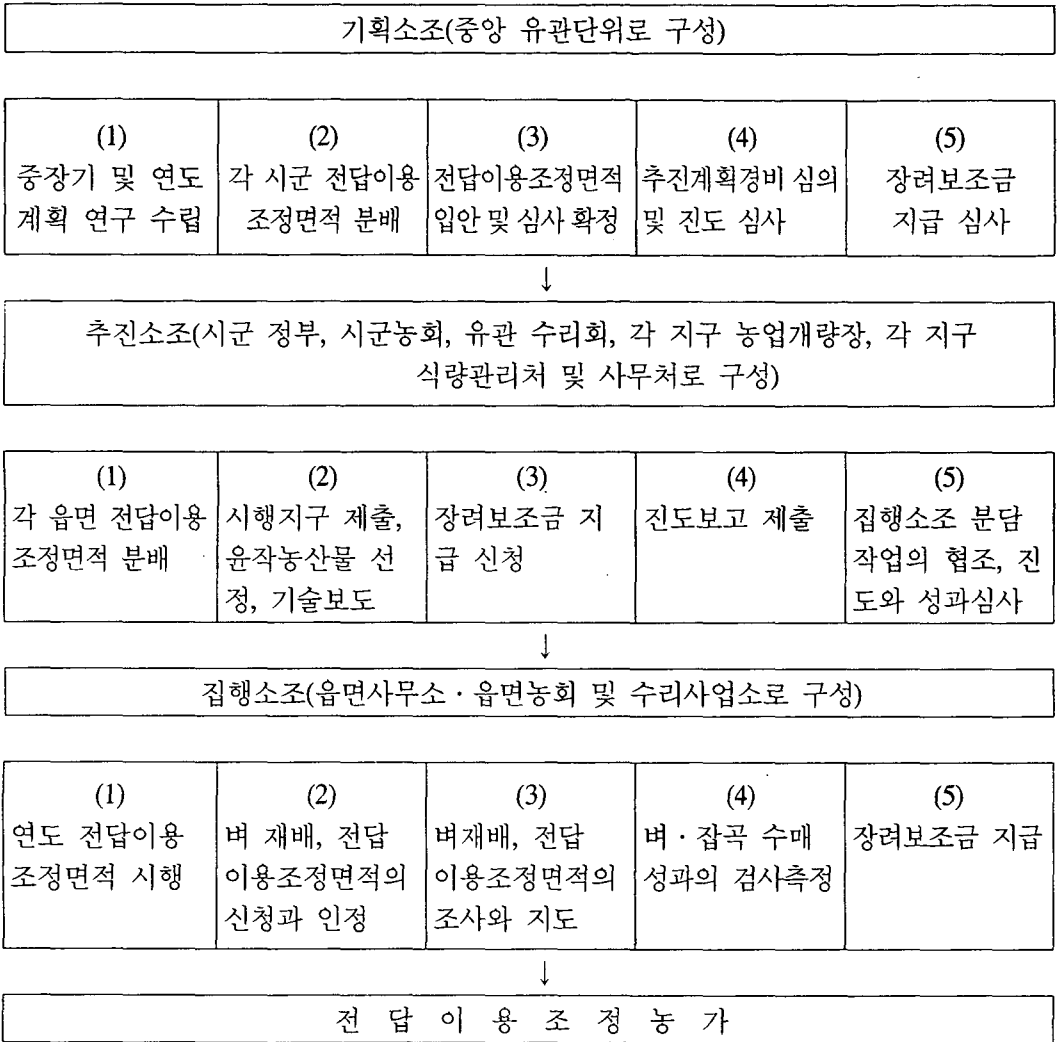 기획소조(중앙 유관단위로 구성)
(1)
중장기 및 연도
계획 연구 수립
(2)
각 시군 전답이용
조정면적 분배
(3)
전답이용조정면적
입안 및 심사 확정
(4)
추진계획경비 심의
및 진도 심사
(5)
장려보조금
지급 심사
↓
추진소조(시군 정부, 시군농회, 유관 수리회, 각 지구 농업개량장, 각 지구
식량관리처 및 사무처로 구성)
(1)
각 읍면 전답이용
조정면적 분배
(2)
시행지구 제출,
윤작농산물 선
정, 기술보도
(3)
장려보조금 지
급 신청
(4)
진도보고 제출
(5)
집행소조 분담
작업의 협조, 진
도와 성과심사
↓
집행소조(읍면사무소 · 읍면농회 및 수리사업소로 구성)
(1)
연도 전답이용
조정면적 시행
(2)
벼 재배, 전답
이용조정면적의
신청과 인정
(3)
벼재배, 전답
이용조정면적의
조사와 지도
(4)
벼 · 잡곡 수매
성과의 검사측정
(5)
장려보조금 지급
↓
전 답 이 용 조 정 농 가